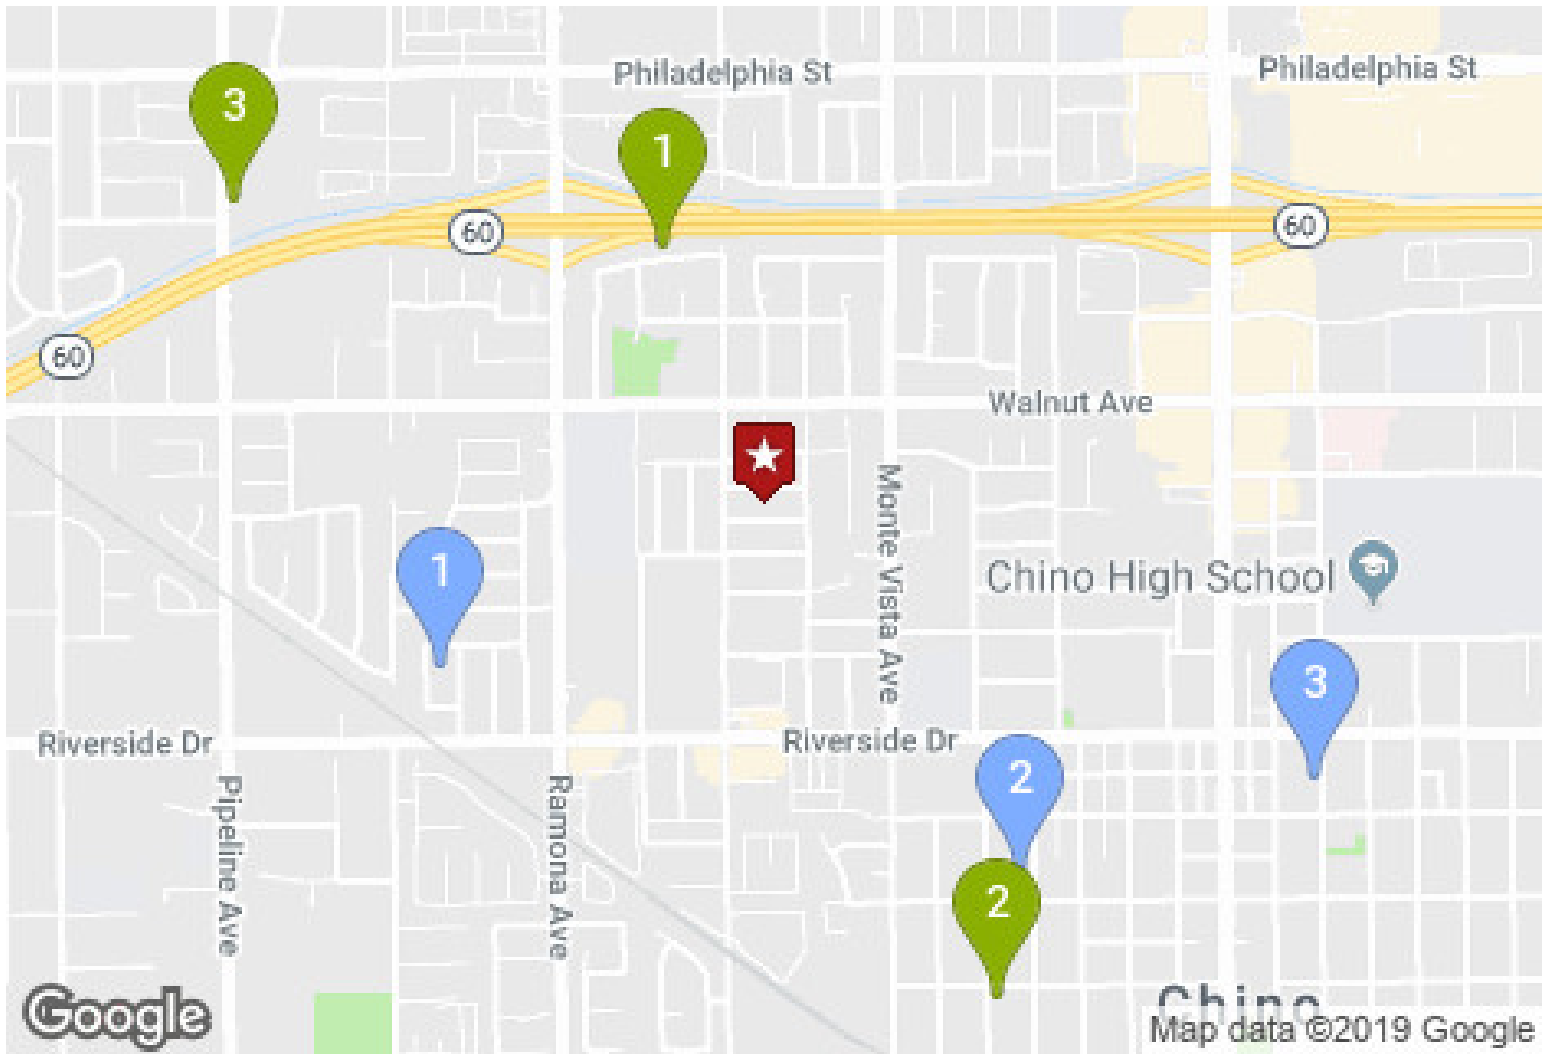 Philadelphia St
Philadelphia St
3
1
60
60
60
Walnut Ave
Monte Vista Ave
1
Chino High School
3
Riverside Dr
Riverside Dr
2
Pipeline Ave
Ramona Ave
2
Chino
Google
Map data ©2019 Google